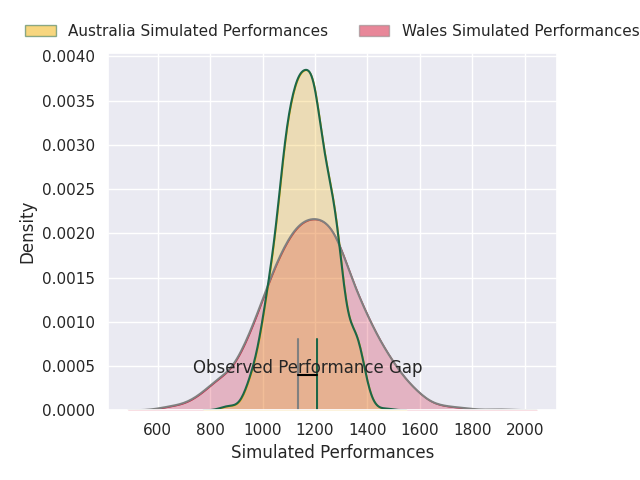 Australia Simulated Performances
Wales Simulated Performances
0.0040
0.0035
0.0030
0.0025
0.0020
0.0015
0.0010
0.0005
0.0000
Density
Observed Performance Gap
600 800 1000 1200 1400 1600 1800 2000
Simulated Performances